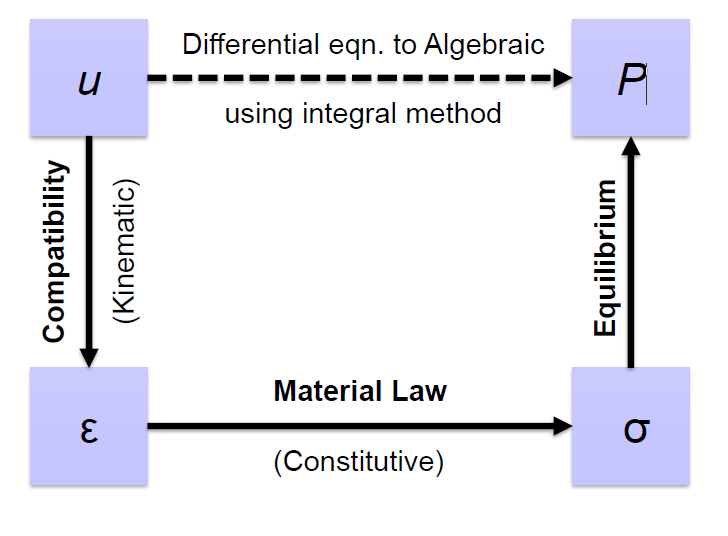 u
Differential eqn. to Algebraic
using integral method
P
Compatibility
(Kinematic)
Equilibrium
ε
Material Law
(Constitutive)
σ